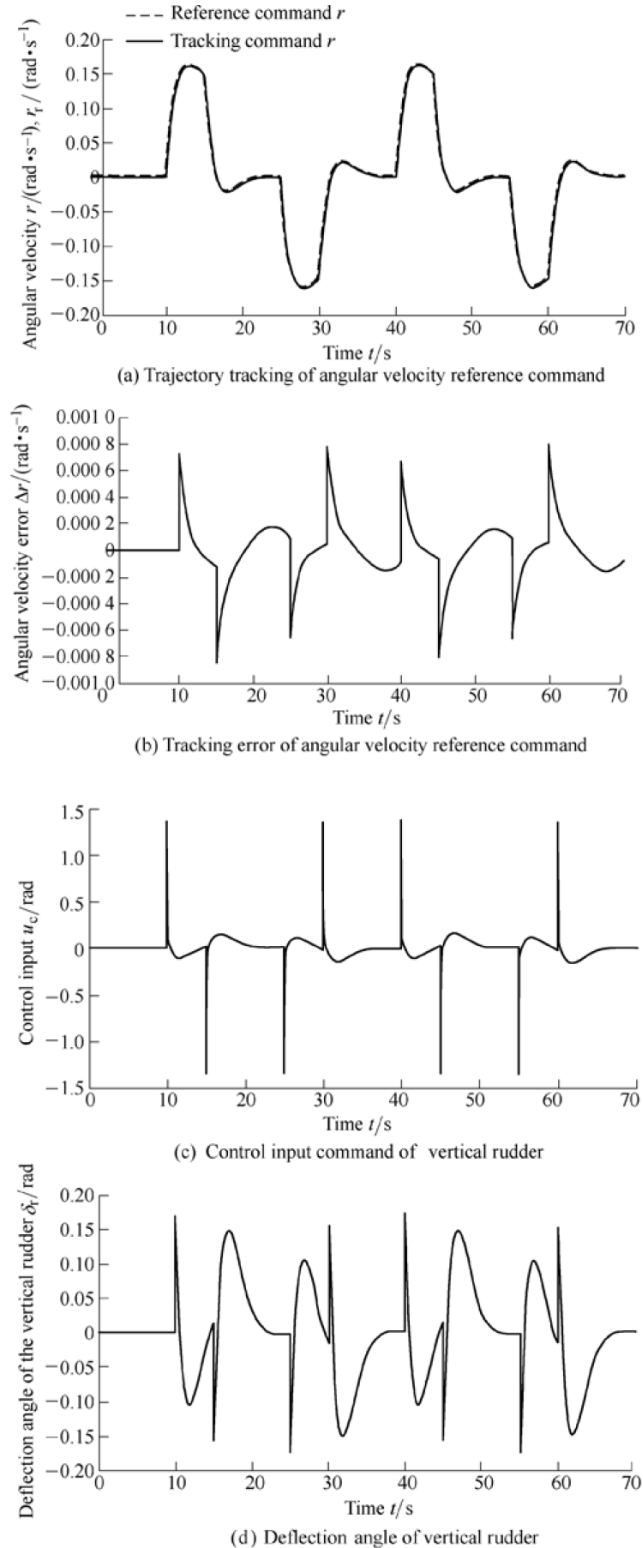 Reference command r
Tracking command r
Angular velocity r /(rad•s⁻¹), rᵣ / (rad•s⁻¹)
0.20
0.15
0.10
0.05
0
−0.05
−0.10
−0.15
0.20
0 10 20 30 40 50 60 70
Time t/s
(a) Trajectory tracking of angular velocity reference command
Angular velocity error Δr/(rad•s⁻¹)
0.001 0
0.000 8
0.000 6
0.000 4
0.000 2
0
−0.000 2
−0.000 4
−0.000 6
−0.000 8
−0.001 0
0 10 20 30 40 50 60 70
Time t/s
(b) Tracking error of angular velocity reference command
Control input u_c/rad
1.5
1.0
0.5
0
−0.5
−1.0
−1.5
0 10 20 30 40 50 60 70
Time t/s
(c) Control input command of vertical rudder
Deflection angle of the vertical rudder δᵣ/rad
0.20
0.15
0.10
0.05
0
−0.05
−0.10
−0.15
−0.20
0 10 20 30 40 50 60 70
Time t/s
(d) Deflection angle of vertical rudder